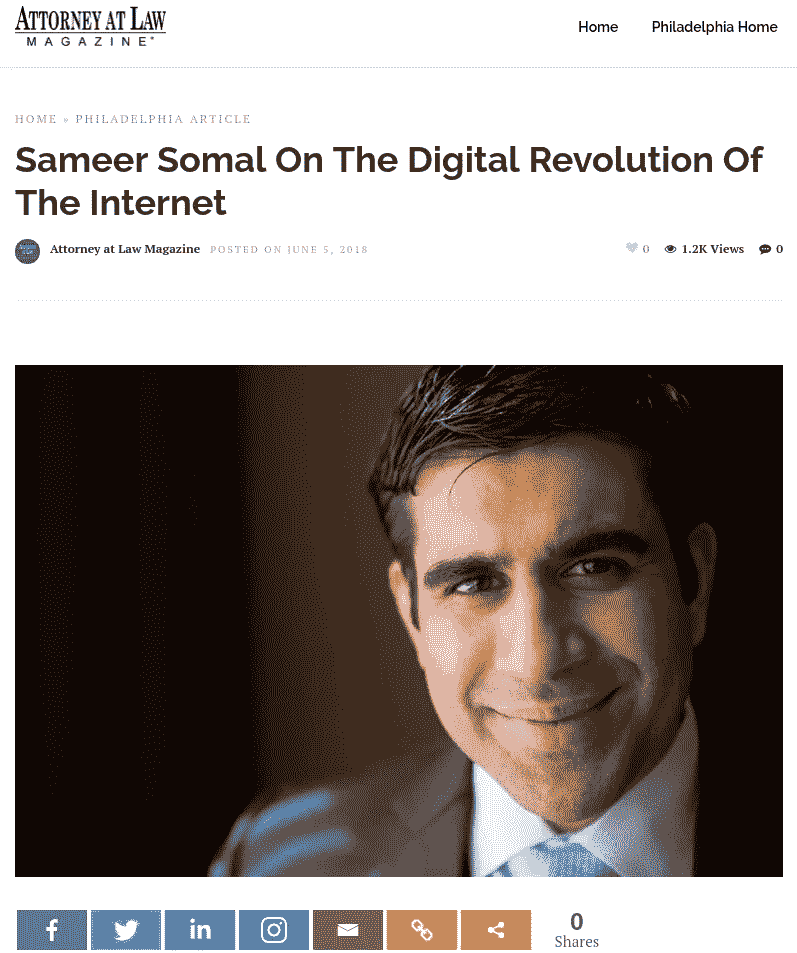 ATTORNEY AT LAW
MAGAZINE®
Home Philadelphia Home
HOME » PHILADELPHIA ARTICLE
Sameer Somal On The Digital Revolution Of
The Internet
Attorney at Law Magazine POSTED ON JUNE 5, 2018 0 1.2K Views 0
0
Shares